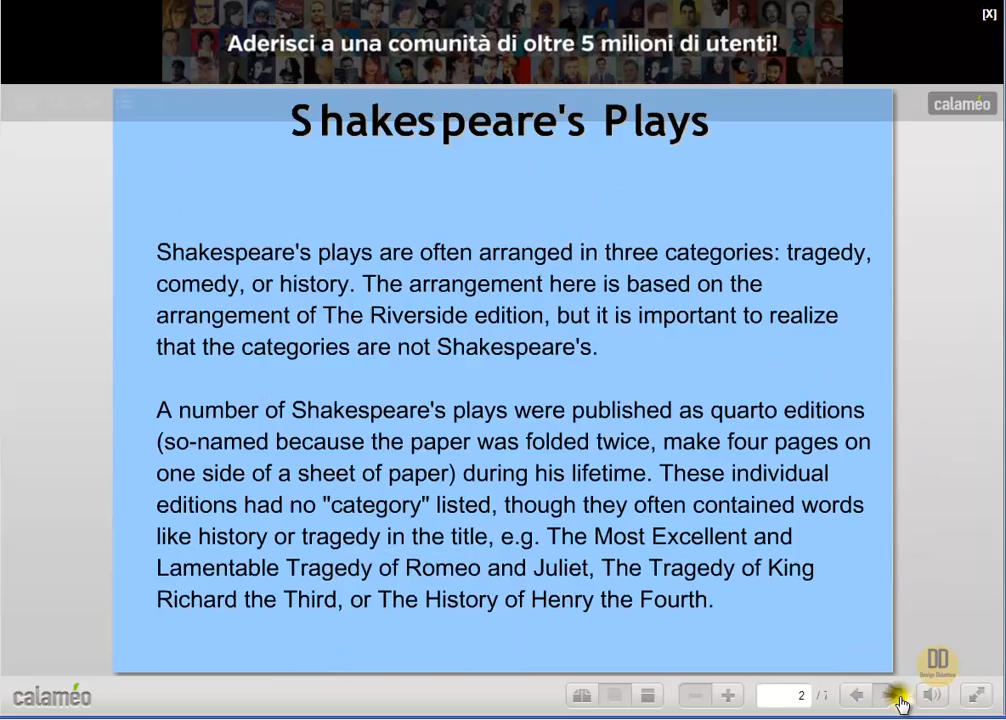 Aderisci a una comunità di oltre 5 milioni di utenti!
[X]
calaméo
Shakespeare's Plays
Shakespeare's plays are often arranged in three categories: tragedy,
comedy, or history. The arrangement here is based on the
arrangement of The Riverside edition, but it is important to realize
that the categories are not Shakespeare's.
A number of Shakespeare's plays were published as quarto editions
(so-named because the paper was folded twice, make four pages on
one side of a sheet of paper) during his lifetime. These individual
editions had no "category" listed, though they often contained words
like history or tragedy in the title, e.g. The Most Excellent and
Lamentable Tragedy of Romeo and Juliet, The Tragedy of King
Richard the Third, or The History of Henry the Fourth.
DD
Design Didattico
calaméo
2 / 7